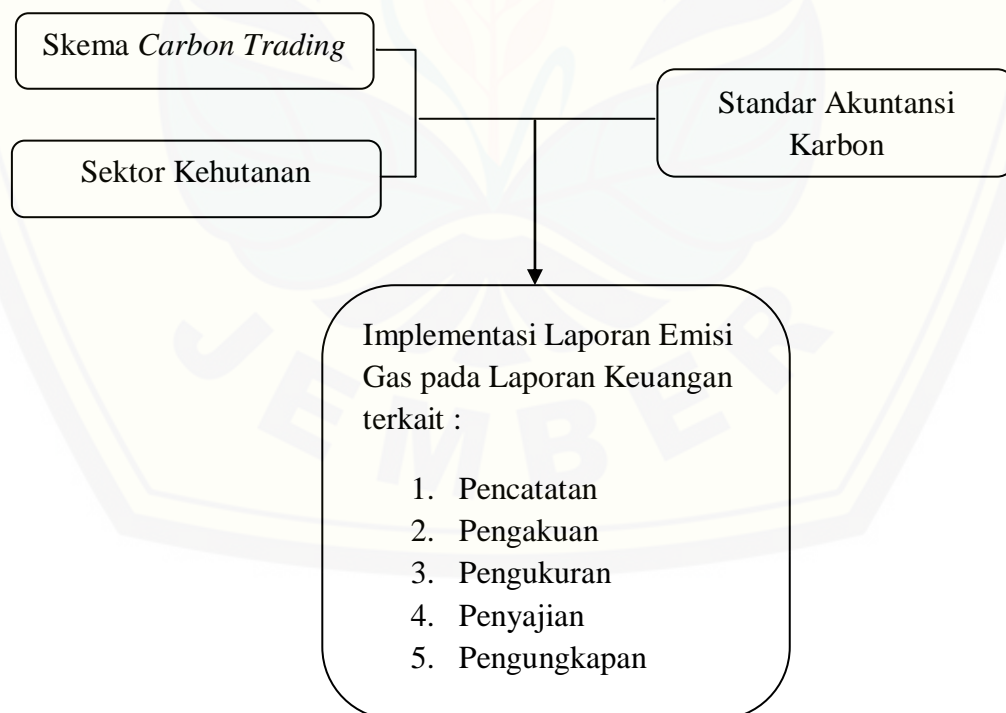 Skema Carbon Trading
Sektor Kehutanan
Standar Akuntansi
Karbon
Implementasi Laporan Emisi
Gas pada Laporan Keuangan
terkait :
1. Pencatatan
2. Pengakuan
3. Pengukuran
4. Penyajian
5. Pengungkapan
JEMBER